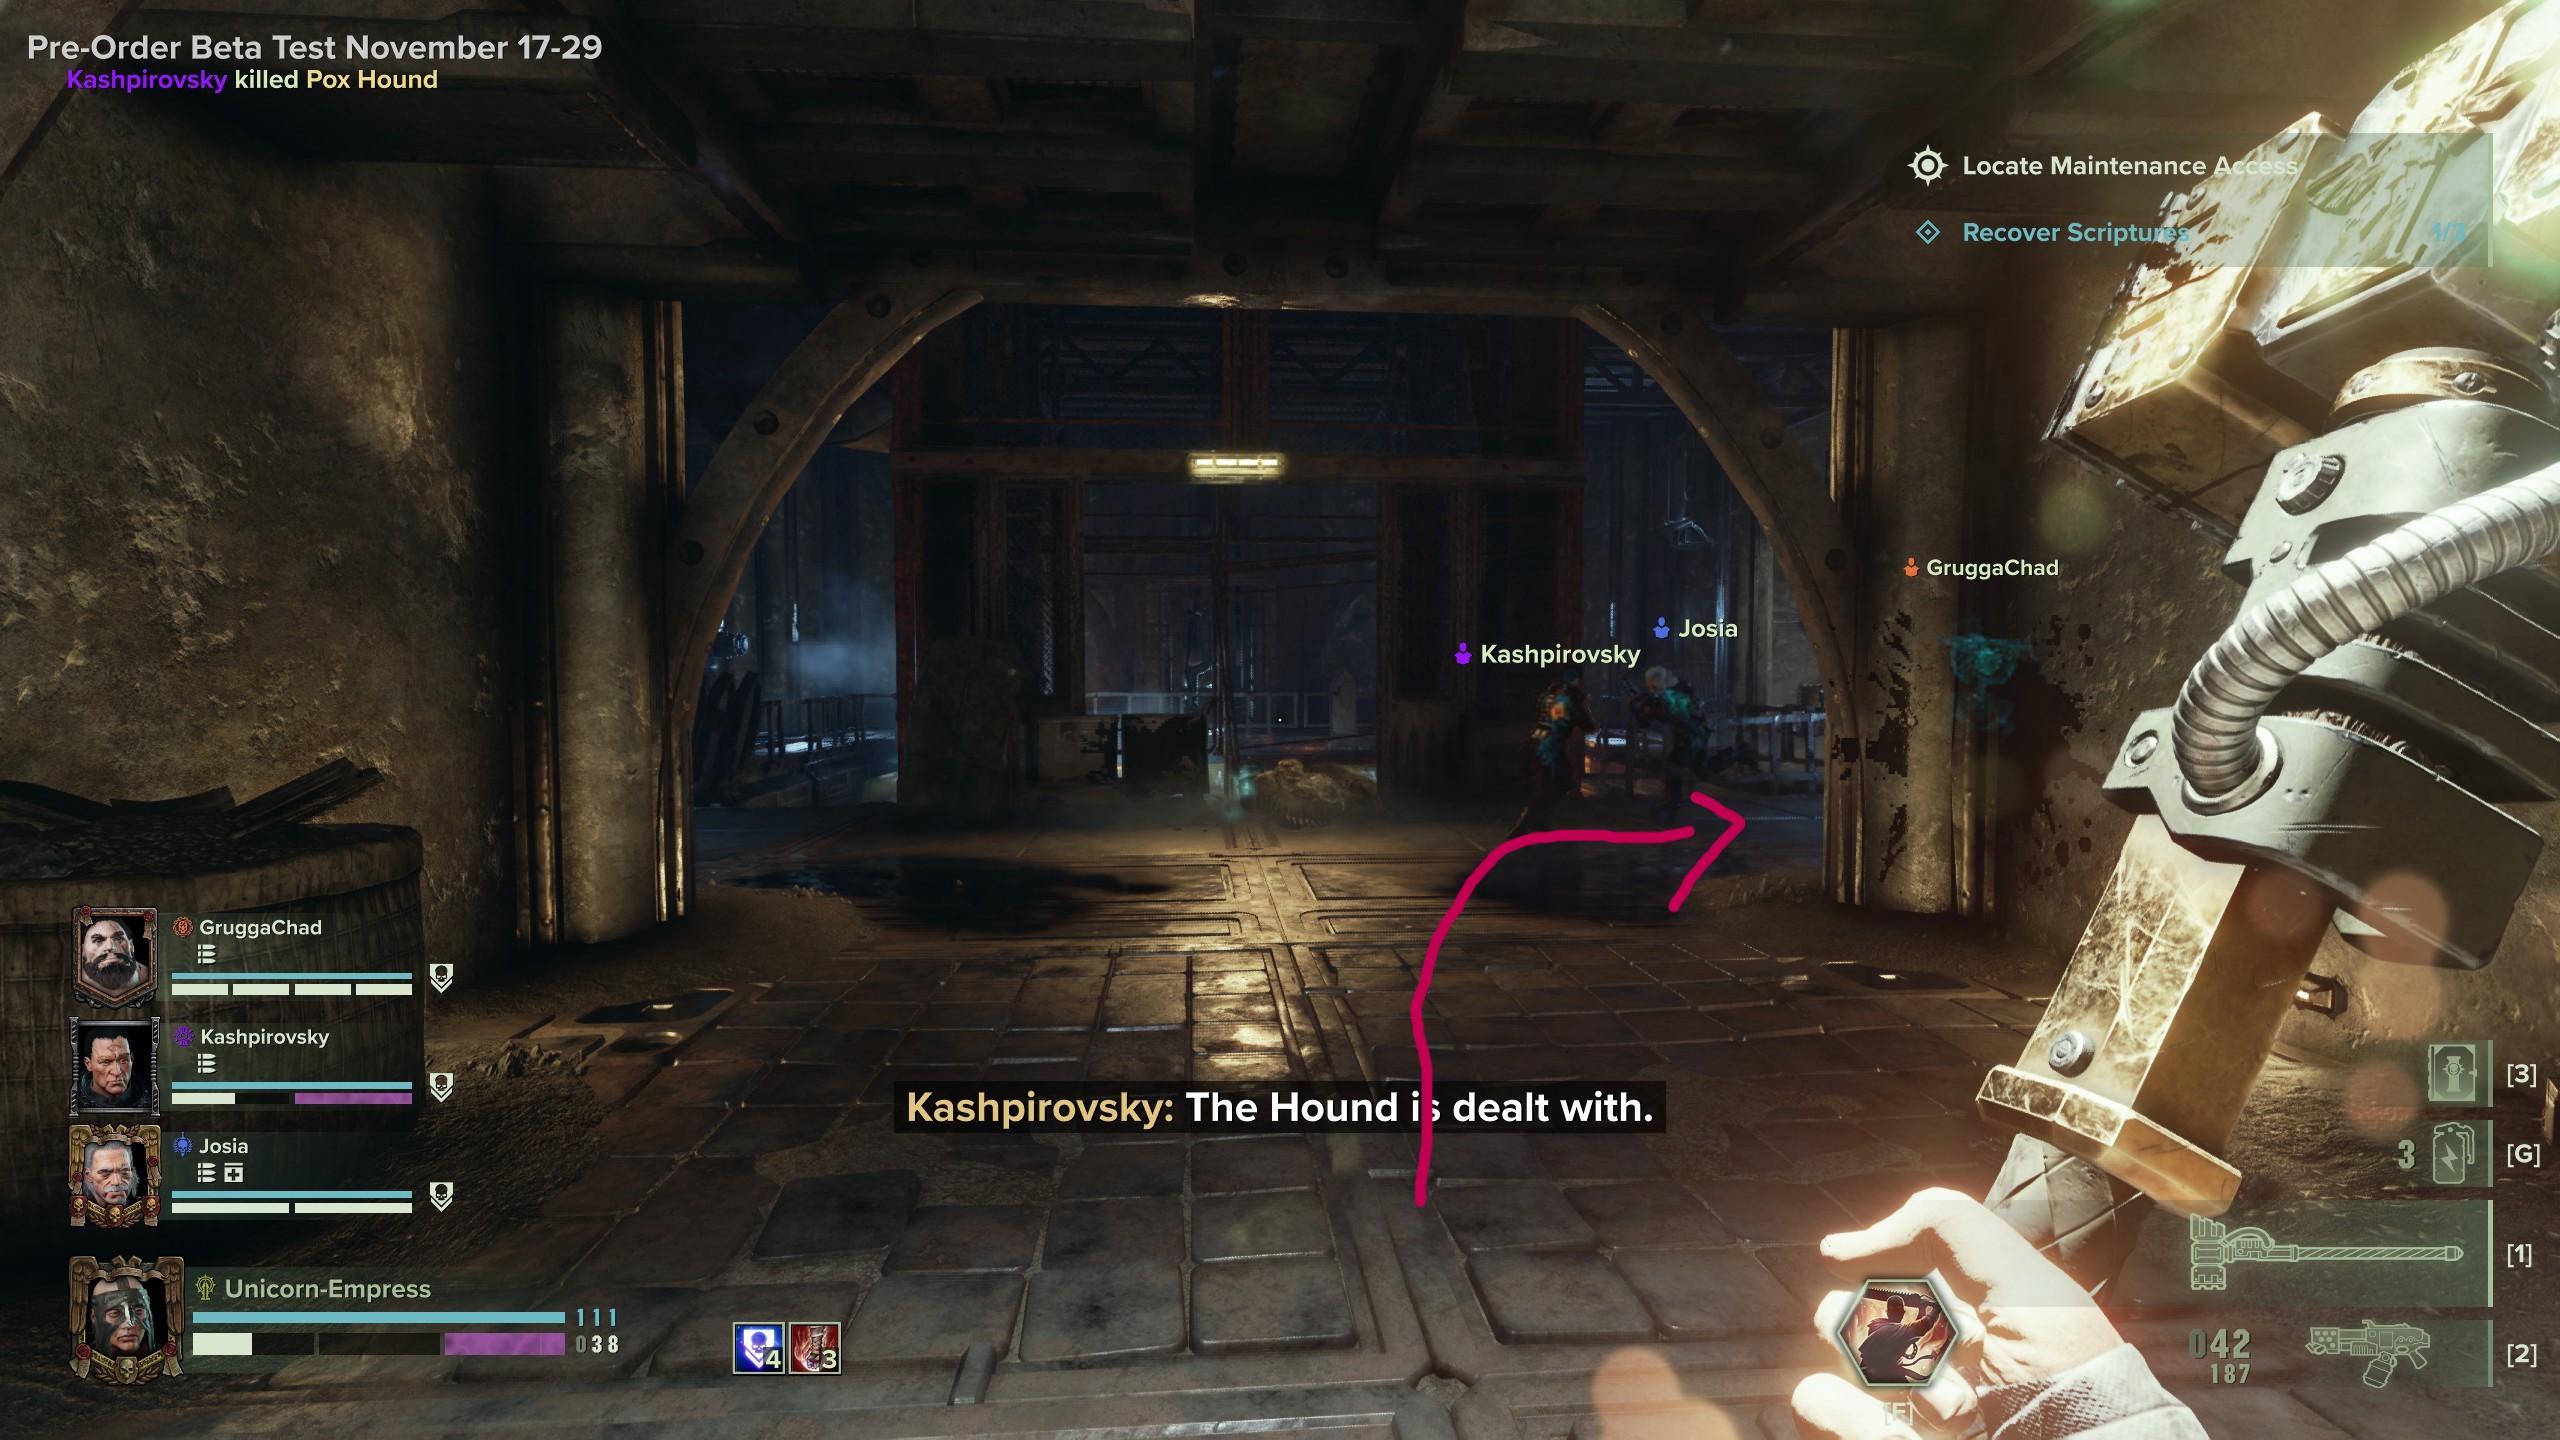 Pre-Order Beta Test November 17-29
Kashpirovsky killed Pox Hound
Locate Maintenance Access
Recover Scriptures 1/3
GruggaChad
Josia
Kashpirovsky
GruggaChad
Kashpirovsky
Josia
Unicorn-Empress
111
038
4 3
Kashpirovsky: The Hound is dealt with.
[3]
3 [G]
[1]
042
187
[2]
[F]